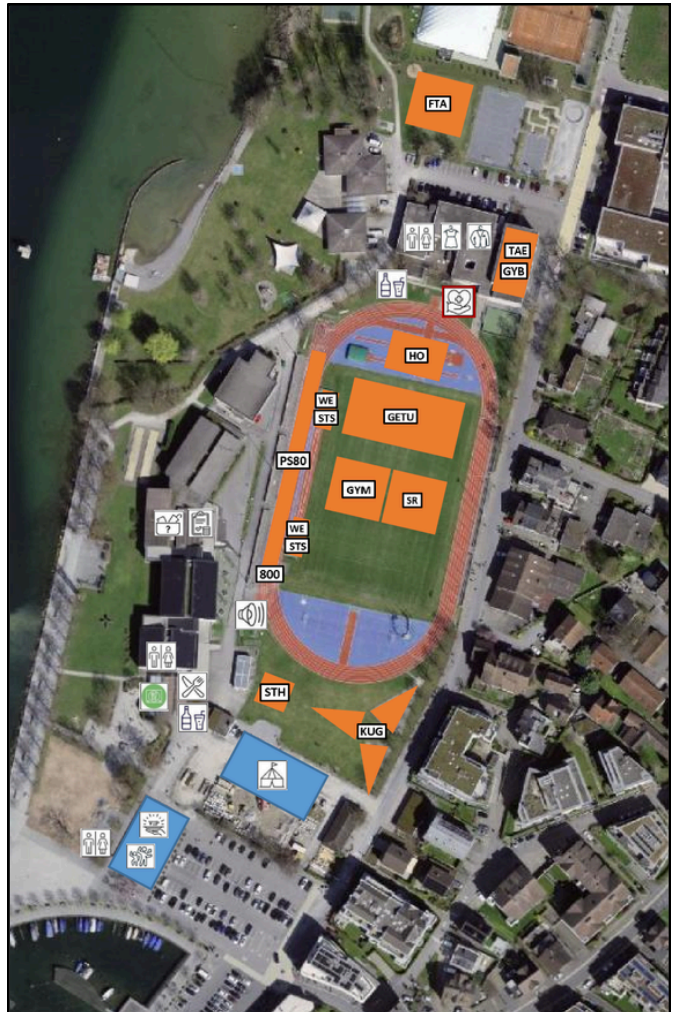 FTA
TAE
GYB
HO
WE
STS
GETU
PS80
GYM
SR
?
WE
STS
800
STH
KUG